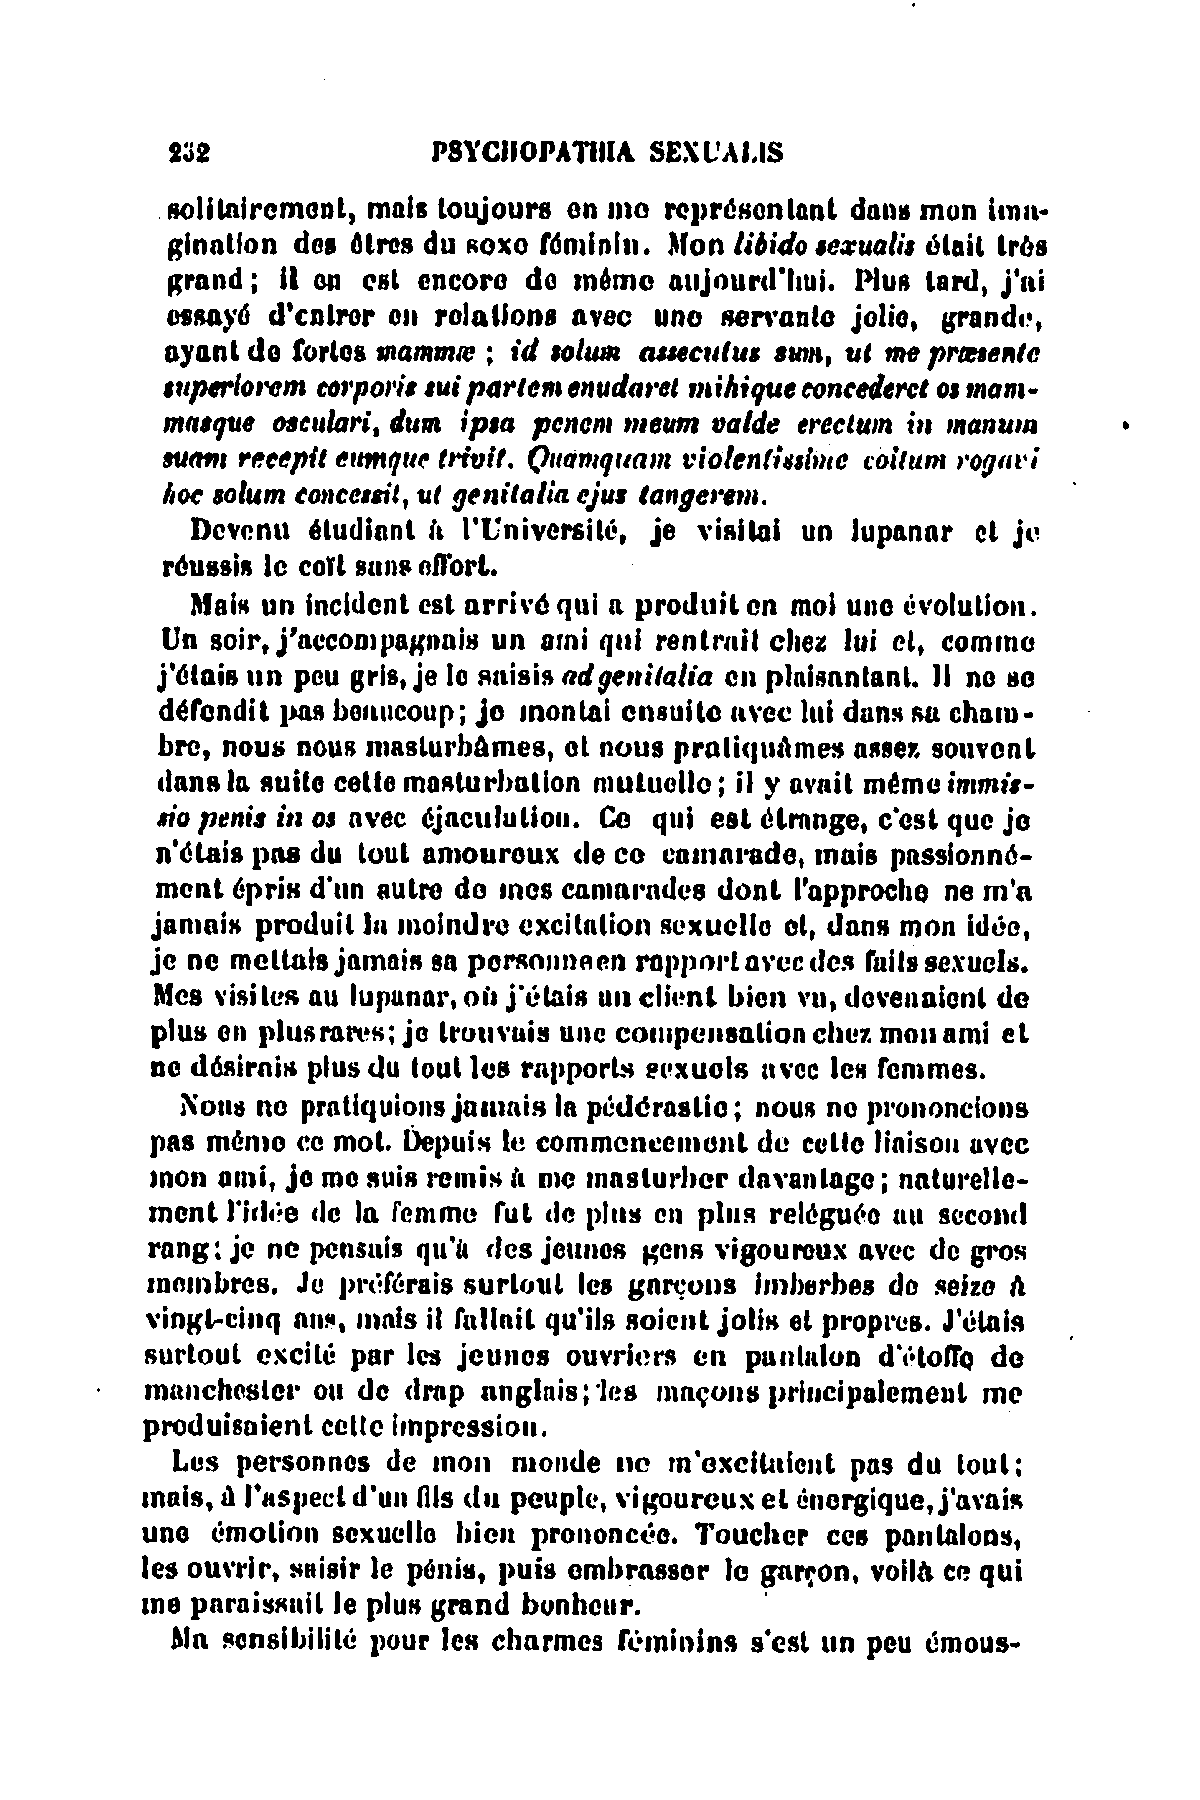 232 PSYCHOPATHIA SEXUALIS
solitairement, mais toujours en me représentant dans mon ima-
gination des êtres du sexe féminin. Mon libido sexualis était très
grand ; il en est encore de même aujourd'hui. Plus tard, j'ai
essayé d'entrer en relations avec une servante jolie, grande,
ayant de fortes mammæ ; id solum assecutus sum, ut me præsente
superiorem corporis sui partem enudaret mihique concederet os mam-
masque osculari, dum ipsa penem meum valde erectum in manum
suam recepit eumque trivit. Quamquam violentissime coitum rogavi
hoc solum concessit, ut genitalia ejus tangerem.
Devenu étudiant à l'Université, je visitai un lupanar et je
réussis le coït sans effort.
Mais un incident est arrivé qui a produit en moi une évolution.
Un soir, j'accompagnais un ami qui rentrait chez lui et, comme
j'étais un peu gris, je le saisis ad genitalia en plaisantant. Il ne se
défendit pas beaucoup ; je montai ensuite avec lui dans sa cham-
bre, nous nous masturbâmes, et nous pratiquâmes assez souvent
dans la suite cette masturbation mutuelle ; il y avait même immis-
sio penis in os avec éjaculation. Ce qui est étrange, c'est que je
n'étais pas du tout amoureux de ce camarade, mais passionné-
ment épris d'un autre de mes camarades dont l'approche ne m'a
jamais produit la moindre excitation sexuelle et, dans mon idée,
je ne mettais jamais sa personne en rapport avec des faits sexuels.
Mes visites au lupanar, où j'étais un client bien vu, devenaient de
plus en plus rares ; je trouvais une compensation chez mon ami et
ne désirais plus du tout les rapports sexuels avec les femmes.
Nous ne pratiquions jamais la pédérastie ; nous ne prononcions
pas même ce mot. Depuis le commencement de cette liaison avec
mon ami, je me suis remis à me masturber davantage ; naturelle-
ment l'idée de la femme fut de plus en plus reléguée au second
rang ; je ne pensais qu'à des jeunes gens vigoureux avec de gros
membres. Je préférais surtout les garçons imberbes de seize à
vingt-cinq ans, mais il fallait qu'ils soient jolis et propres. J'étais
surtout excité par les jeunes ouvriers en pantalon d'étoffe de
manchester ou de drap anglais ; les maçons principalement me
produisaient cette impression.
Les personnes de mon monde ne m'excitaient pas du tout ;
mais, à l'aspect d'un fils du peuple, vigoureux et énergique, j'avais
une émotion sexuelle bien prononcée. Toucher ces pantalons,
les ouvrir, saisir le pénis, puis embrasser le garçon, voilà ce qui
me paraissait le plus grand bonheur.
Ma sensibilité pour les charmes féminins s'est un peu émous-